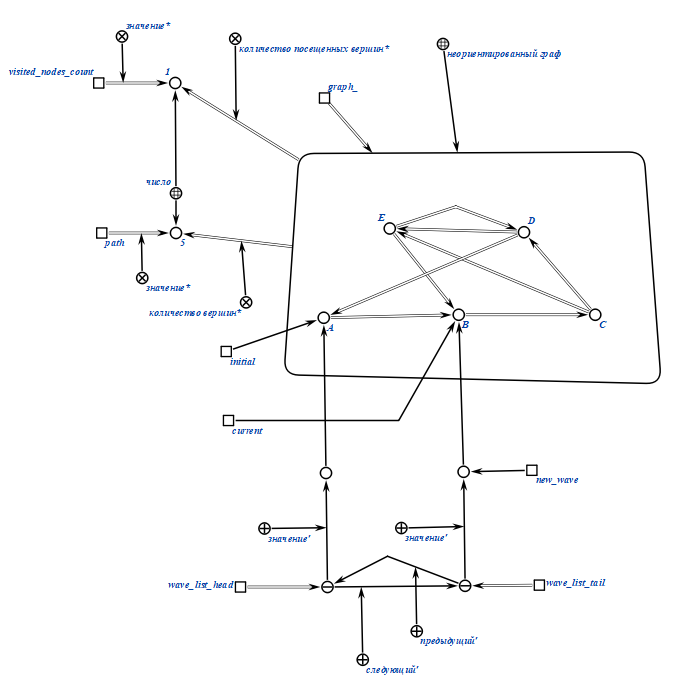 значение*
количество посещенных вершин*
неориентированный граф
visited_nodes_count
1
graph_
число
E
D
path
5
значение*
количество вершин*
A
B
C
initial
current
new_wave
значение'
значение'
wave_list_head
wave_list_tail
предыдущий'
следующий'